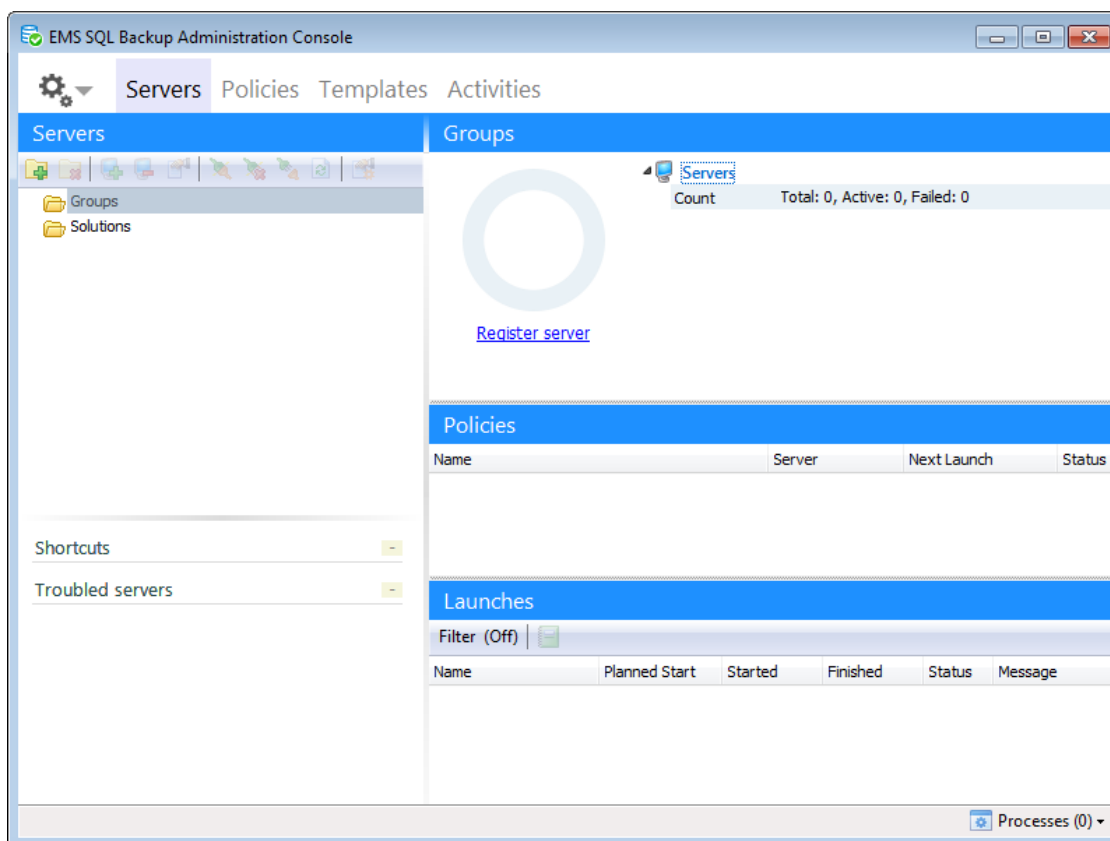 EMS SQL Backup Administration Console
Servers Policies Templates Activities
Servers
Groups
Solutions
Shortcuts -
Troubled servers -
Groups
Register server
Servers
Count Total: 0, Active: 0, Failed: 0
Policies
Name Server Next Launch Status
Launches
Filter (Off)
Name Planned Start Started Finished Status Message
Processes (0)